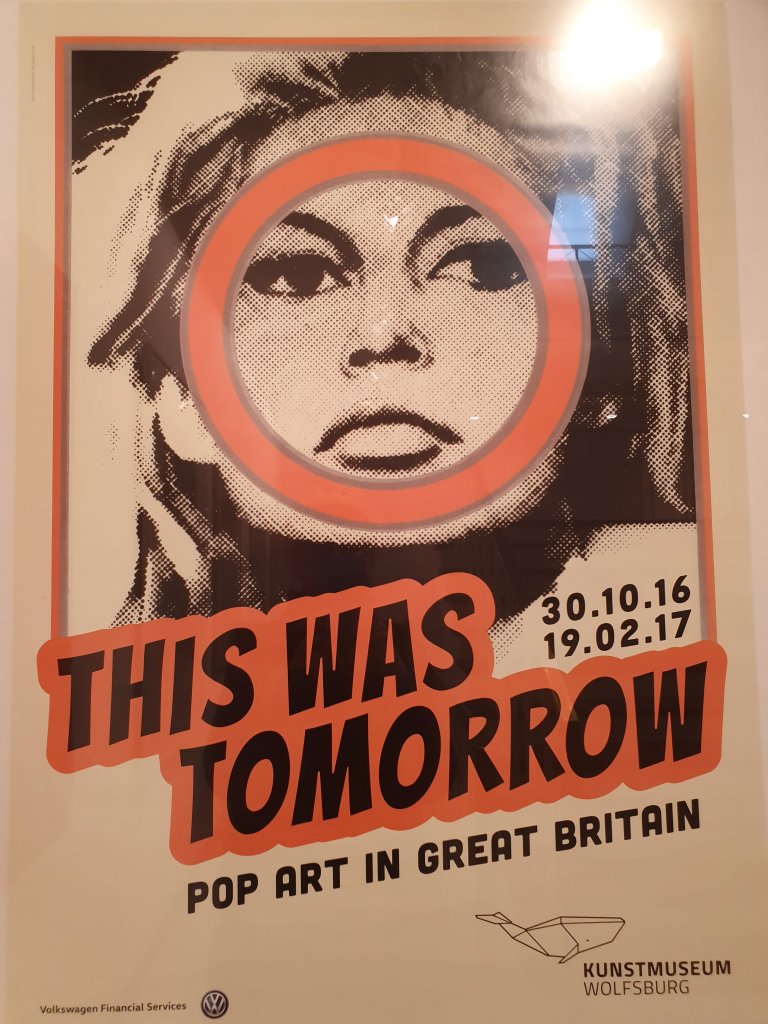 30.10.16
19.02.17
THIS WAS
TOMORROW
POP ART IN GREAT BRITAIN
KUNSTMUSEUM
WOLFSBURG
Volkswagen Financial Services